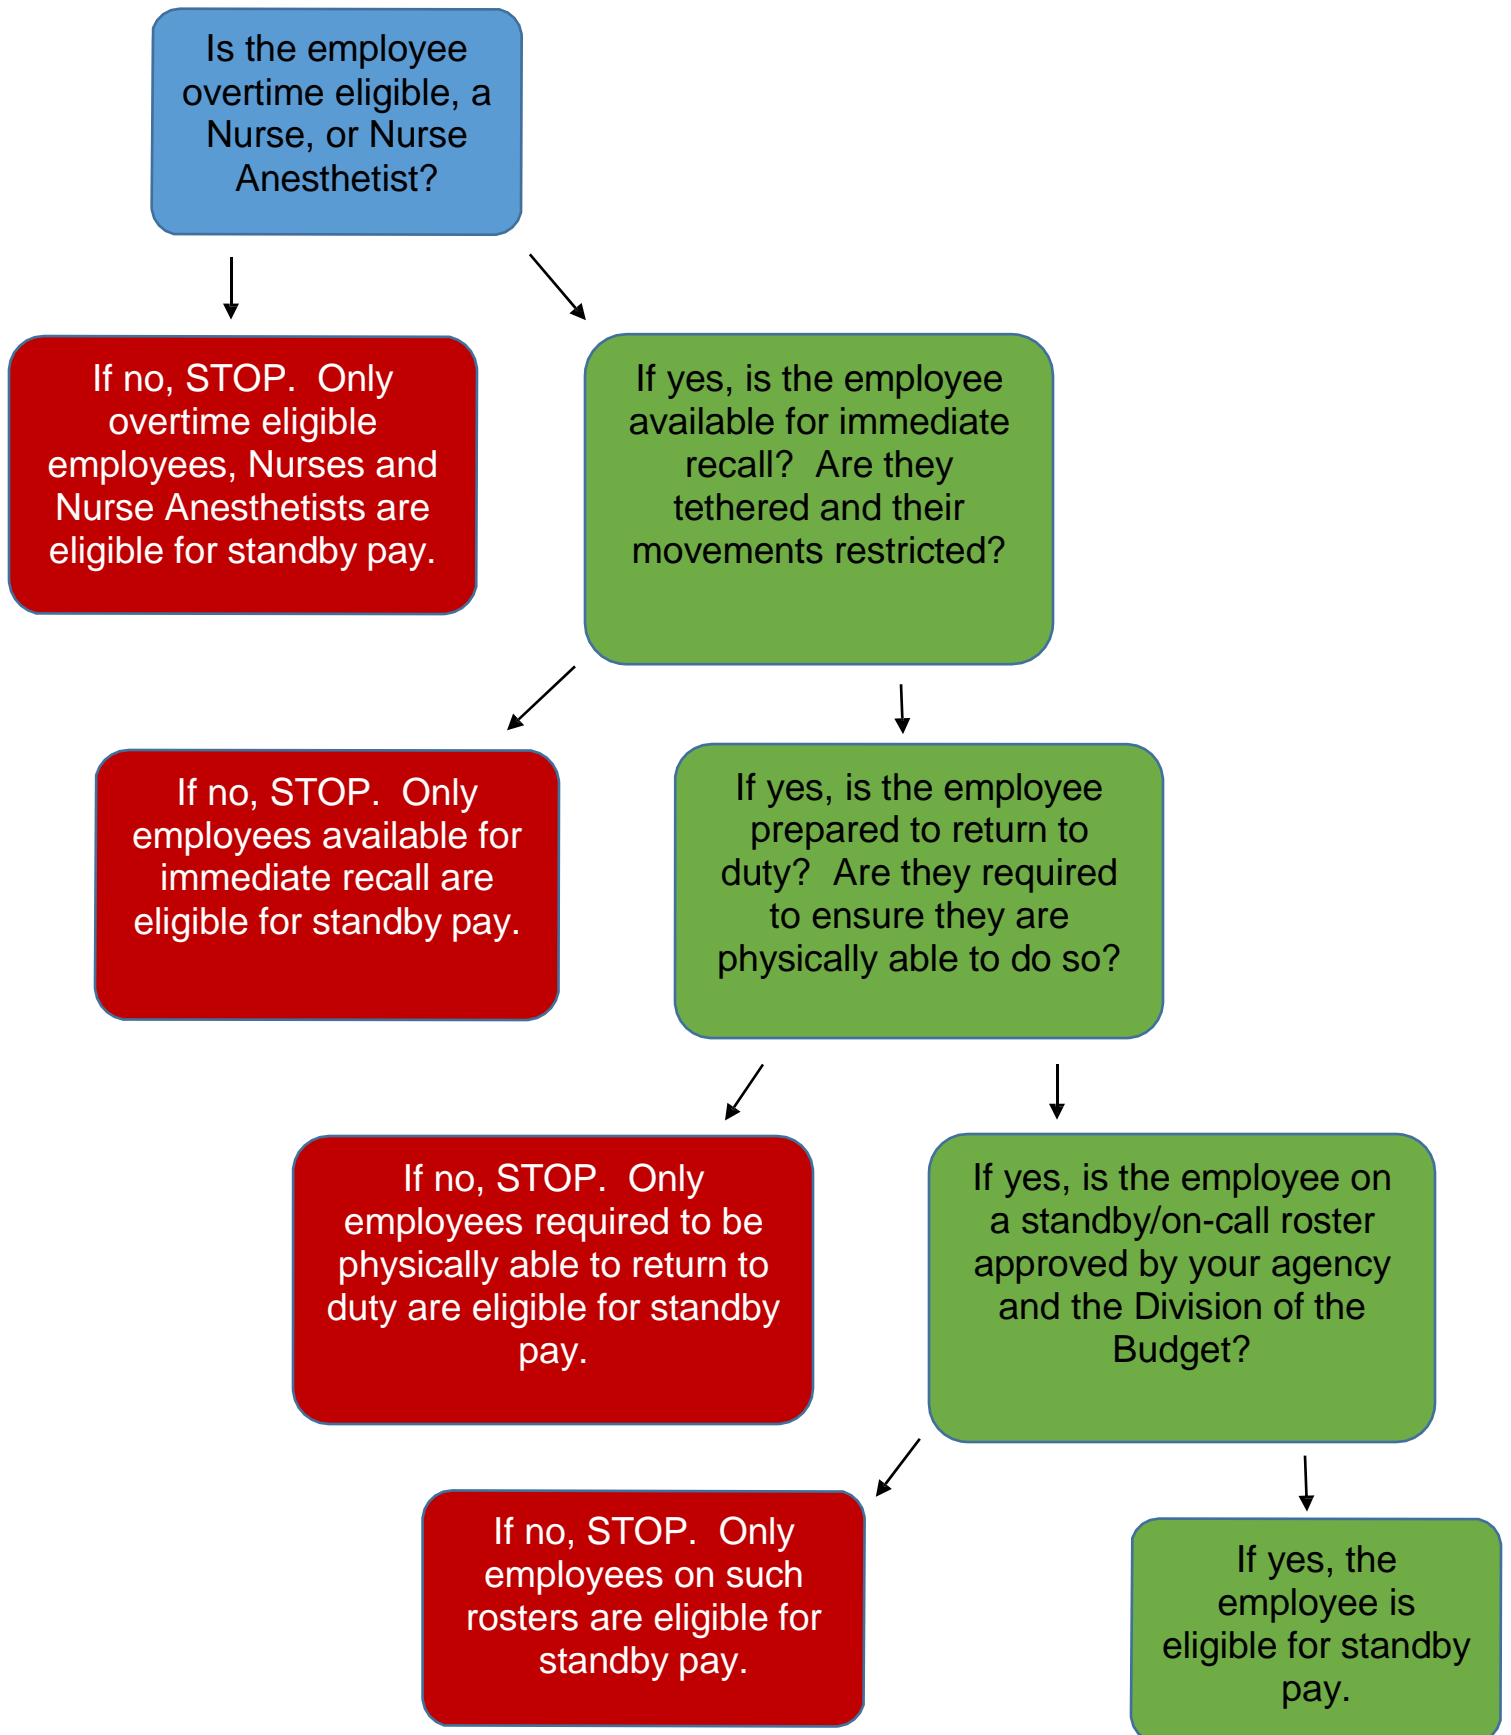 Is the employee
overtime eligible, a
Nurse, or Nurse
Anesthetist?
If no, STOP.  Only
overtime eligible
employees, Nurses and
Nurse Anesthetists are
eligible for standby pay.
If yes, is the employee
available for immediate
recall?  Are they
tethered and their
movements restricted?
If no, STOP.  Only
employees available for
immediate recall are
eligible for standby pay.
If yes, is the employee
prepared to return to
duty?  Are they required
to ensure they are
physically able to do so?
If no, STOP.  Only
employees required to be
physically able to return to
duty are eligible for standby
pay.
If yes, is the employee on
a standby/on-call roster
approved by your agency
and the Division of the
Budget?
If no, STOP.  Only
employees on such
rosters are eligible for
standby pay.
If yes, the
employee is
eligible for standby
pay.